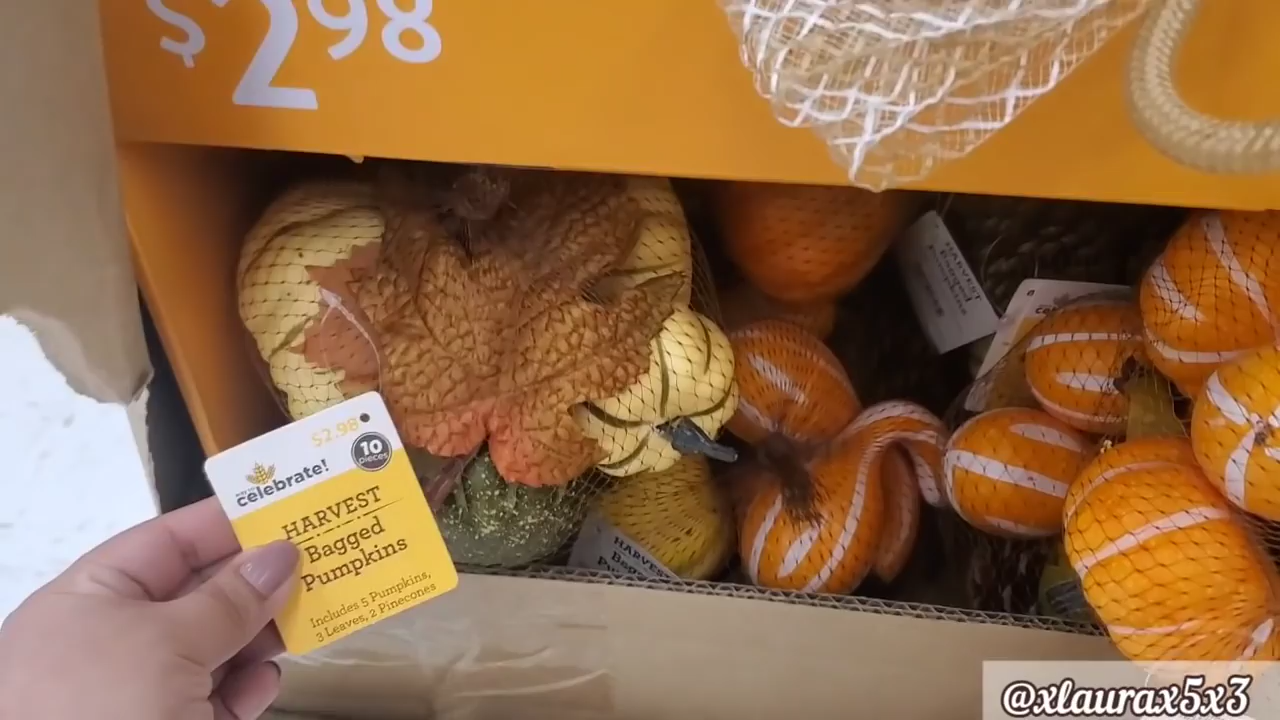 $2.98
$2.98
10
pieces
celebrate!
HARVEST
Bagged
Pumpkins
Includes 5 Pumpkins,
3 Leaves, 2 Pinecones
HARVEST
Bagged
Pumpkins
HARVEST
@xlaurax5x3